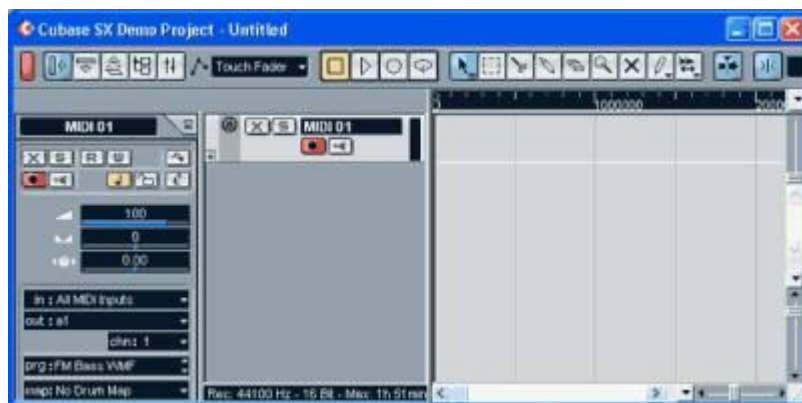 Cubase SX Demo Project - Untitled
Touch Fader
1000000
MIDI 01
X S MIDI 01
X S R W
100
0
0.00
in : All MIDI Inputs
out : a1
chn: 1
prg :FM Bass WMF
map: No Drum Map
Rec: 44100 Hz - 16 Bit - Max: 1h 51min